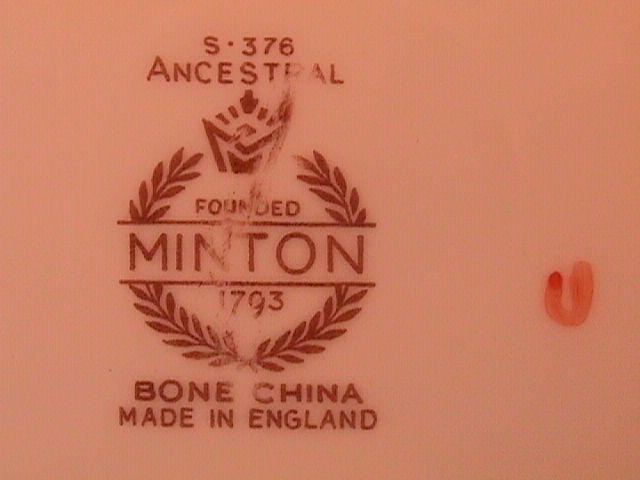 S·376
ANCESTRAL
FOUNDED
MINTON
1793
BONE CHINA
MADE IN ENGLAND
U